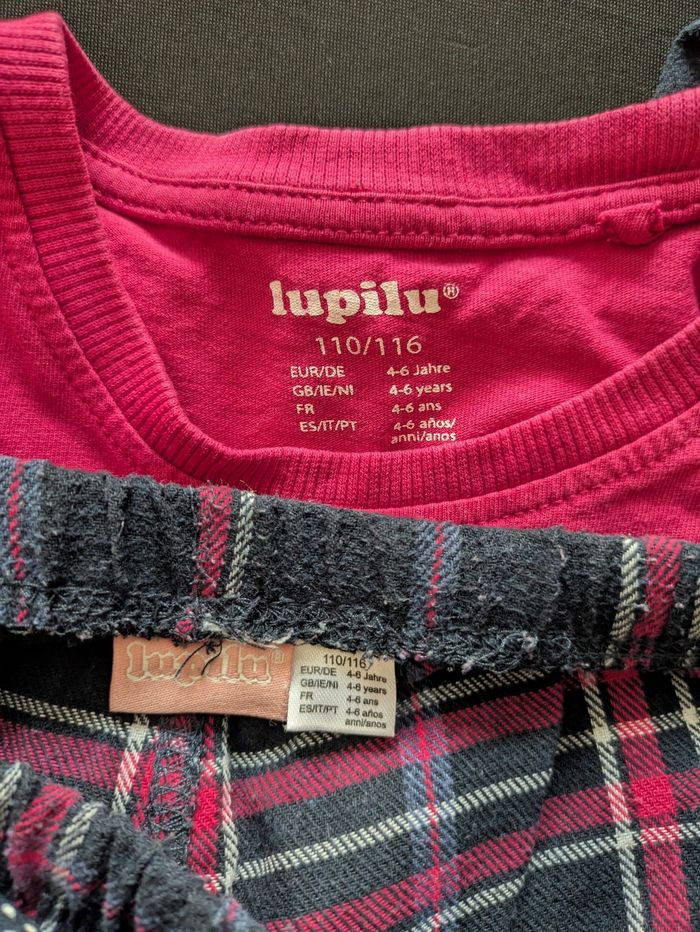 lupilu®
110/116
EUR/DE 4-6 Jahre
GB/IE/NI 4-6 years
FR 4-6 ans
ES/IT/PT 4-6 años/
anni/anos
lupilu®
110/116
EUR/DE 4-6 Jahre
GB/IE/NI 4-6 years
FR 4-6 ans
ES/IT/PT 4-6 años
anni/anos